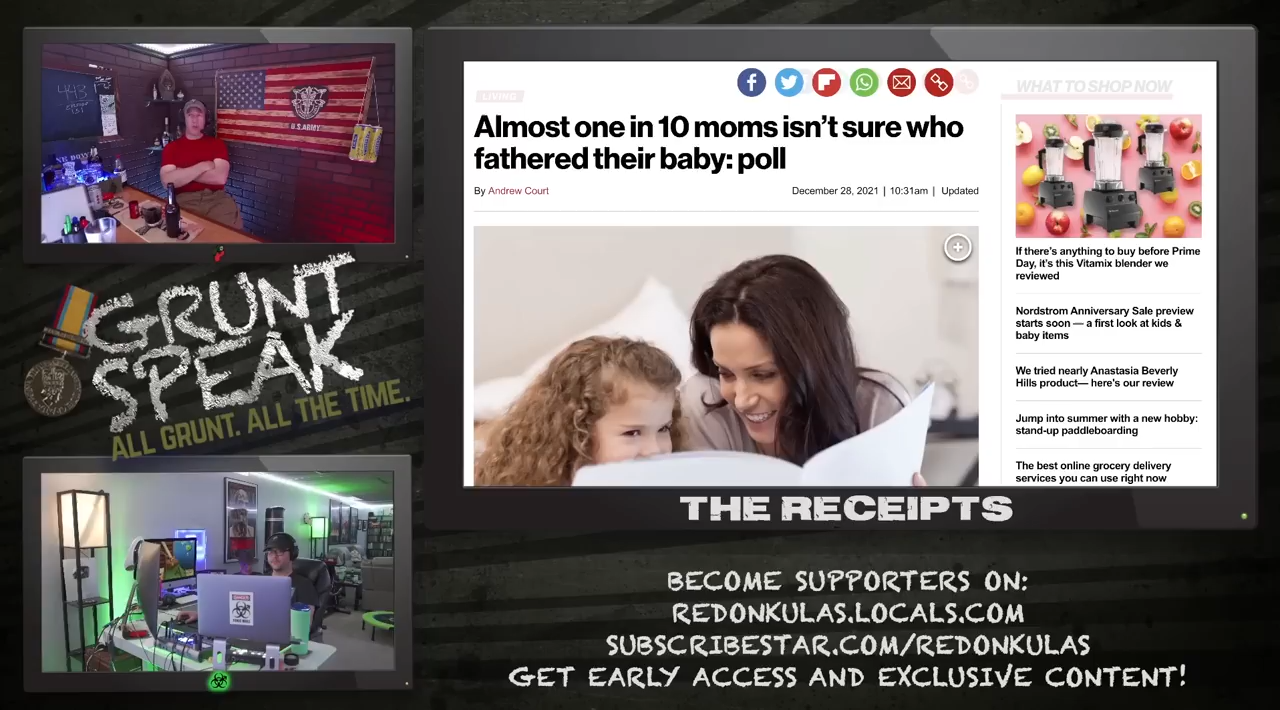 443
U.S.ARMY
GRUNT
SPEAK
ALL GRUNT. ALL THE TIME.
LIVING
Almost one in 10 moms isn’t sure who
fathered their baby: poll
By Andrew Court
December 28, 2021 | 10:31am | Updated
WHAT TO SHOP NOW
If there's anything to buy before Prime
Day, it's this Vitamix blender we
reviewed
Nordstrom Anniversary Sale preview
starts soon — a first look at kids &
baby items
We tried nearly Anastasia Beverly
Hills product— here's our review
Jump into summer with a new hobby:
stand-up paddleboarding
The best online grocery delivery
services you can use right now
THE RECEIPTS
BECOME SUPPORTERS ON:
REDONKULAS.LOCALS.COM
SUBSCRIBESTAR.COM/REDONKULAS
GET EARLY ACCESS AND EXCLUSIVE CONTENT!